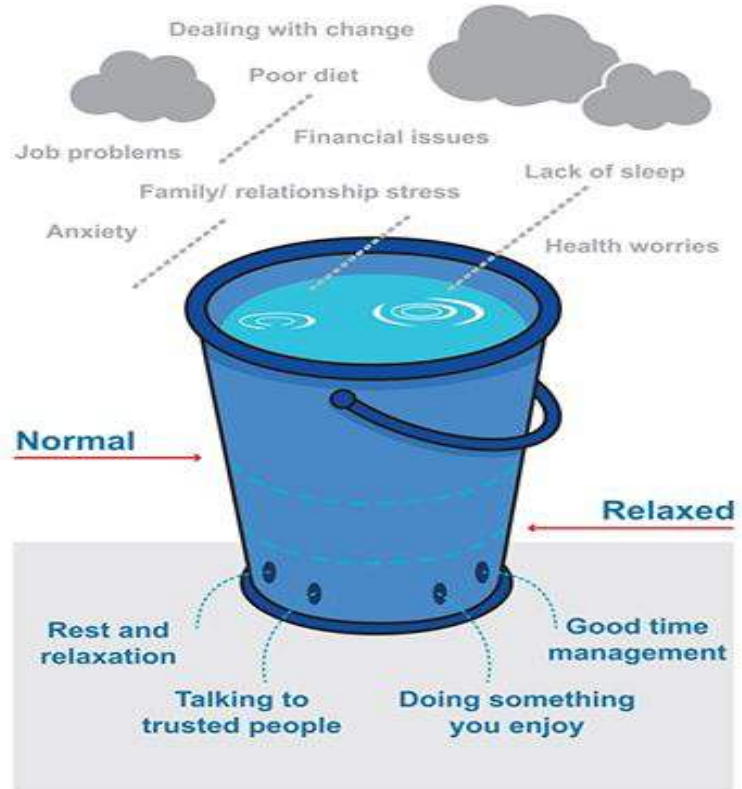 Dealing with change
Poor diet
Financial issues
Job problems
Lack of sleep
Family/ relationship stress
Anxiety
Health worries
Normal
Relaxed
Rest and
relaxation
Good time
management
Talking to
trusted people
Doing something
you enjoy